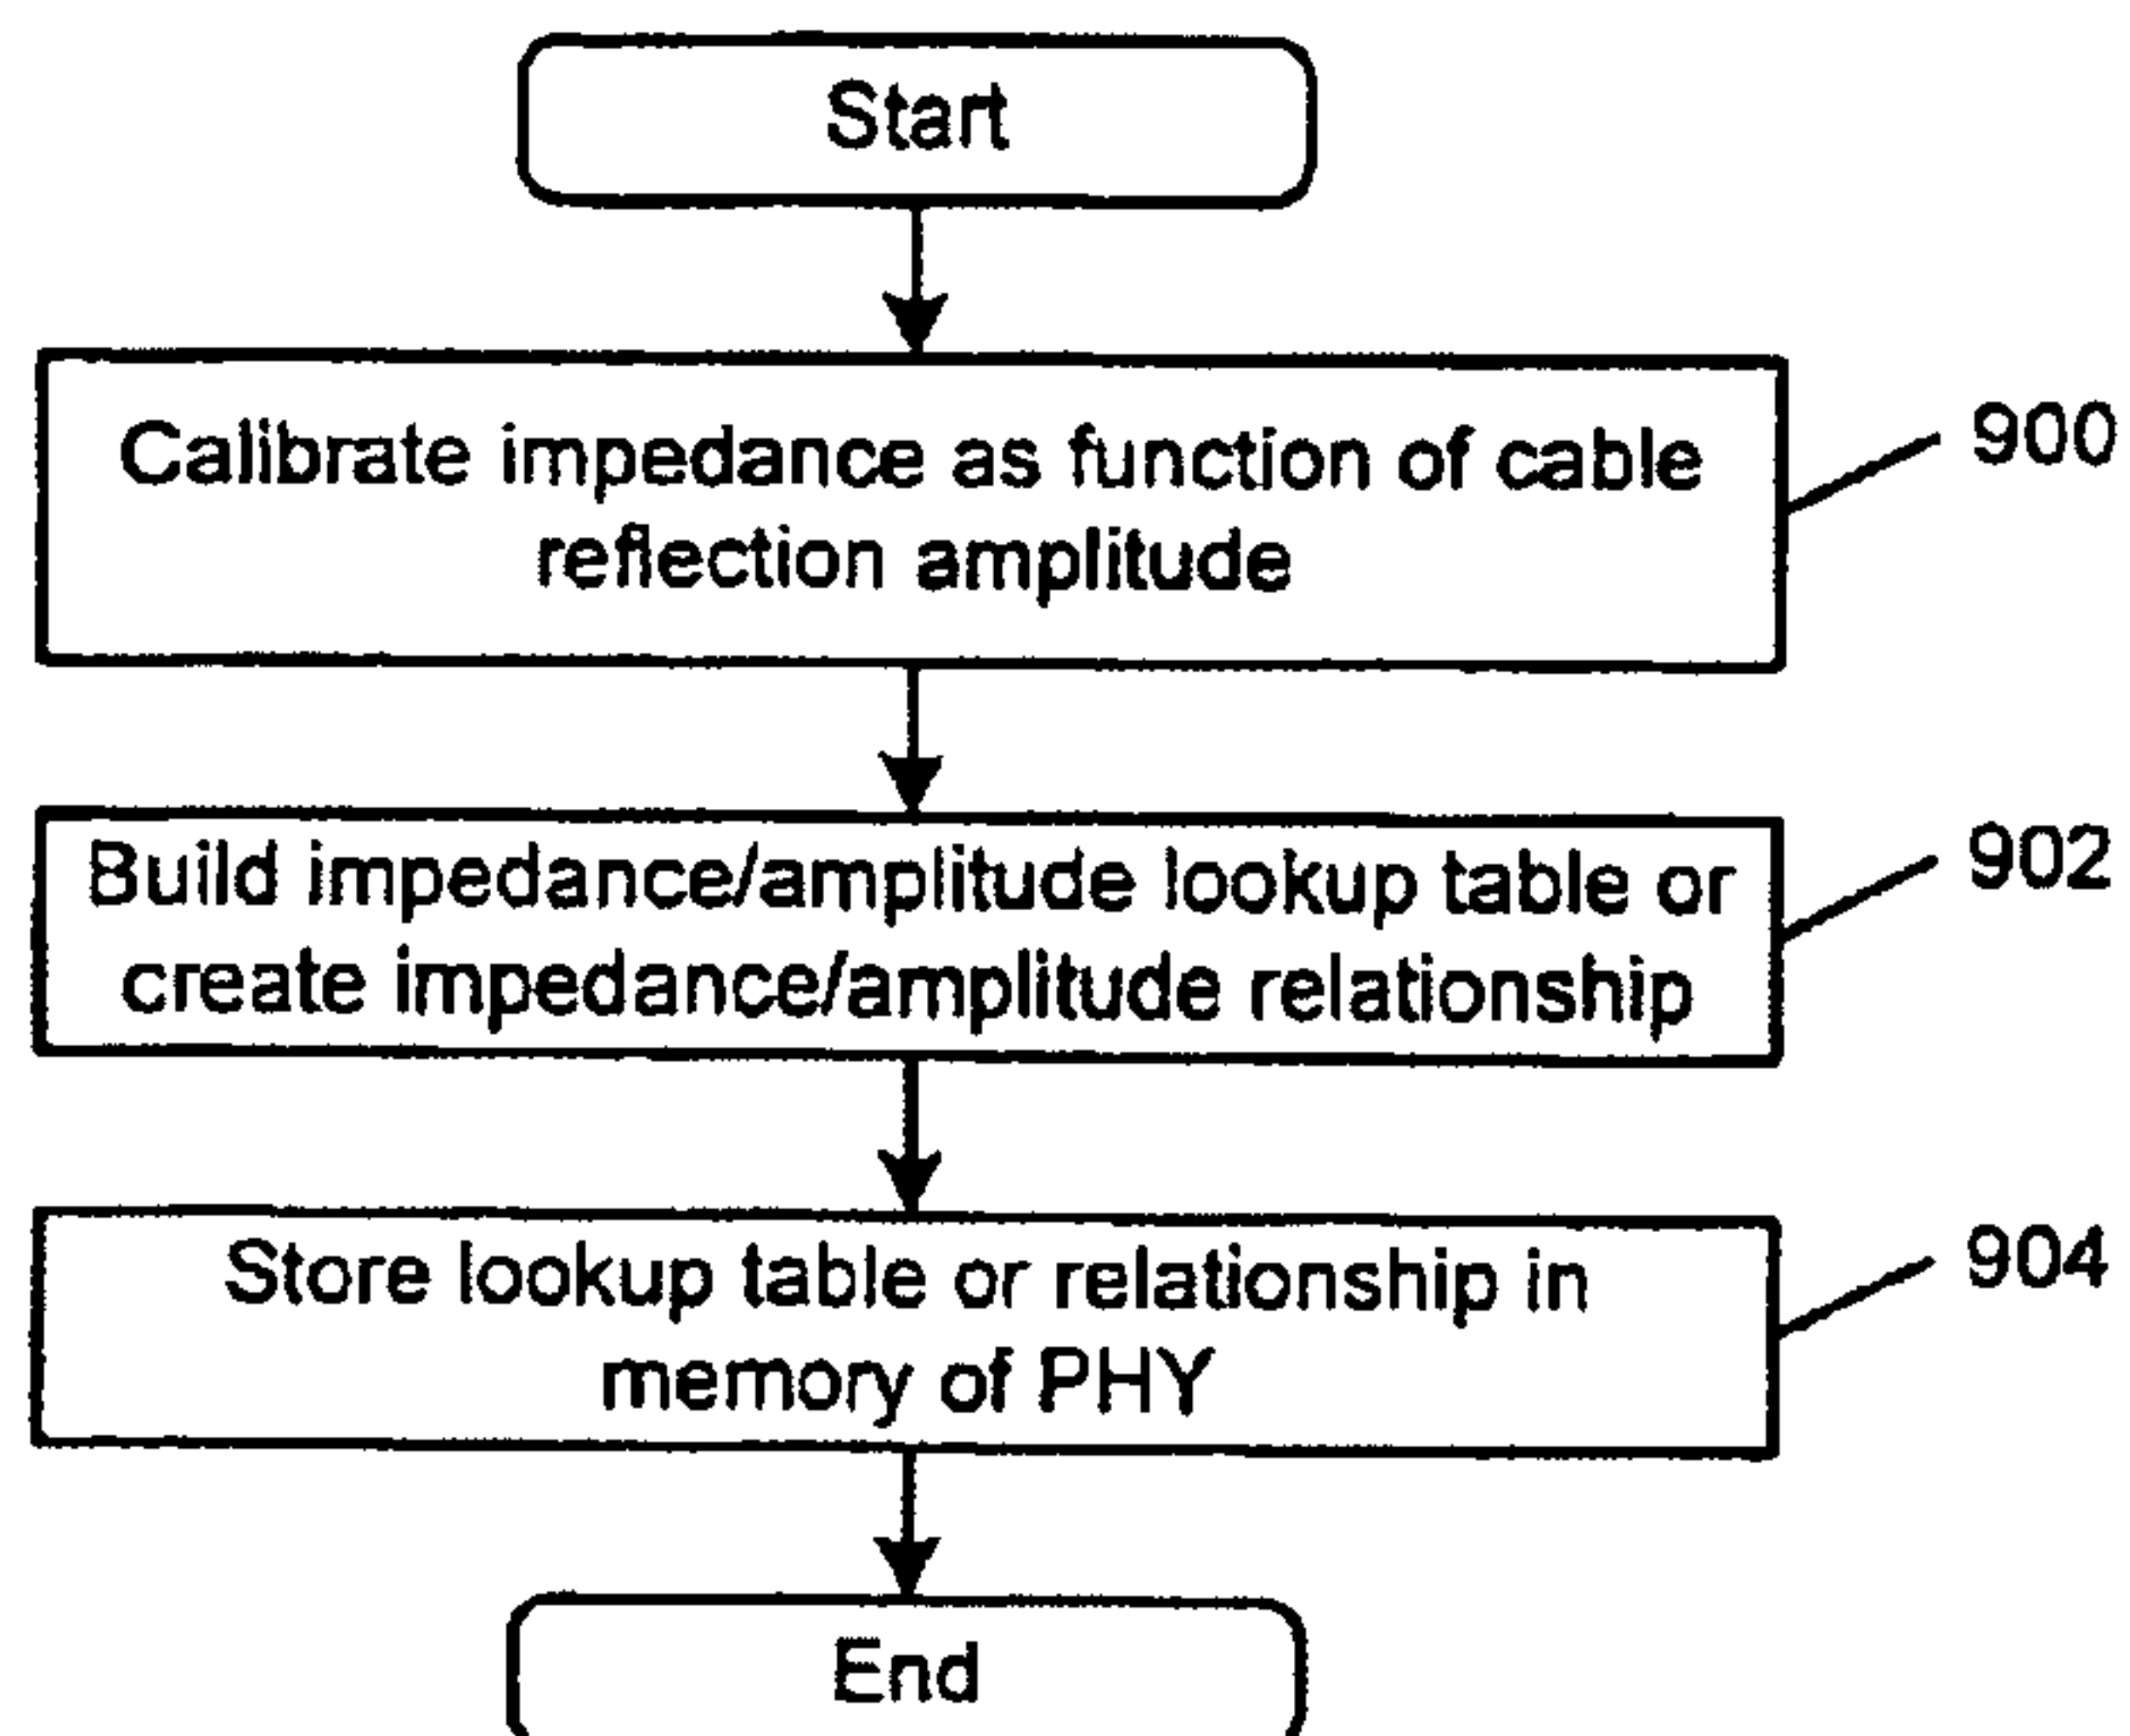 Start
Calibrate impedance as function of cable
reflection amplitude
900
Build impedance/amplitude lookup table or
create impedance/amplitude relationship
902
Store lookup table or relationship in
memory of PHY
904
End